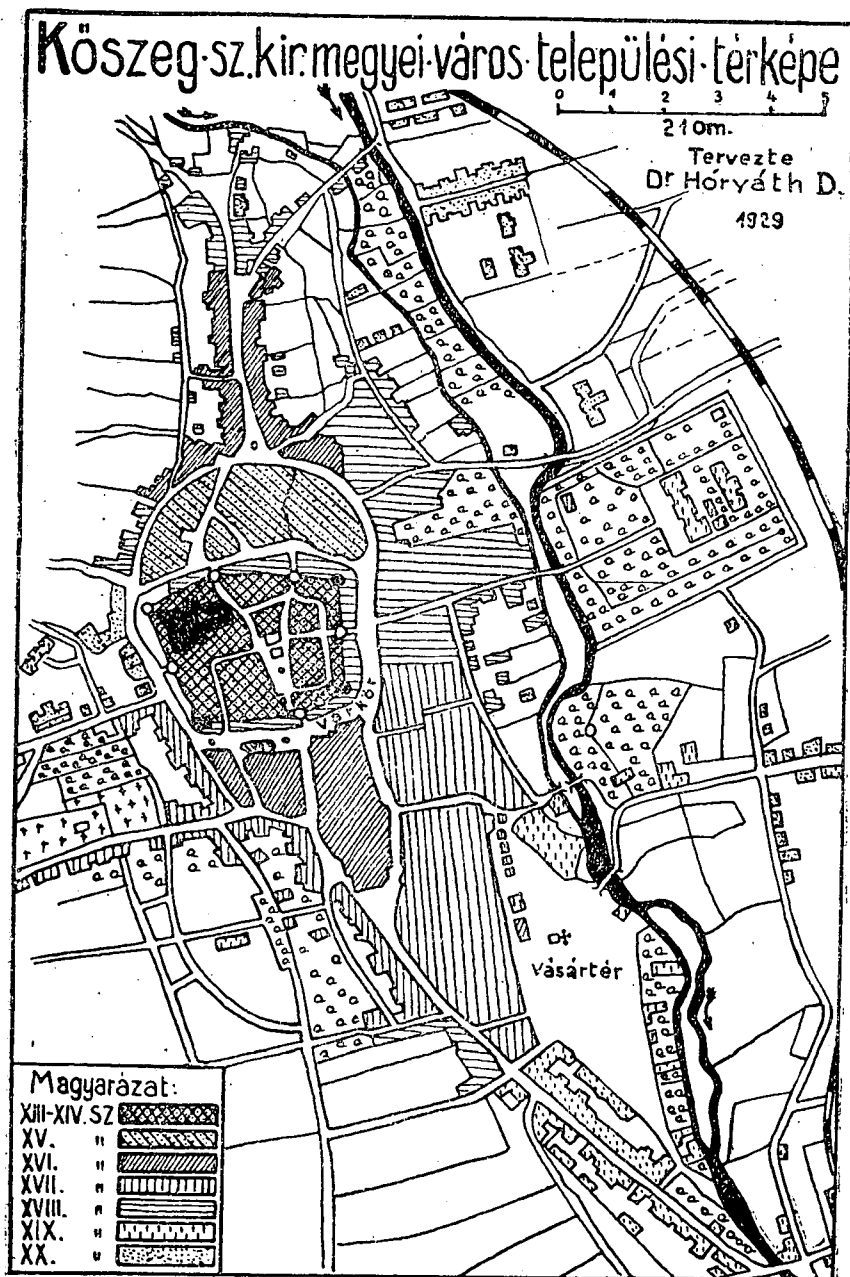 Kőszeg·sz.kir.megyei·város·települési·térképe
0 1 2 3 4 5
210m.
Tervezte
Dr Hórváth D.
1929
Várkör
Vásártér
Magyarázat:
XIII-XIV. SZ
XV. "
XVI. "
XVII. "
XVIII. "
XIX. "
XX. "